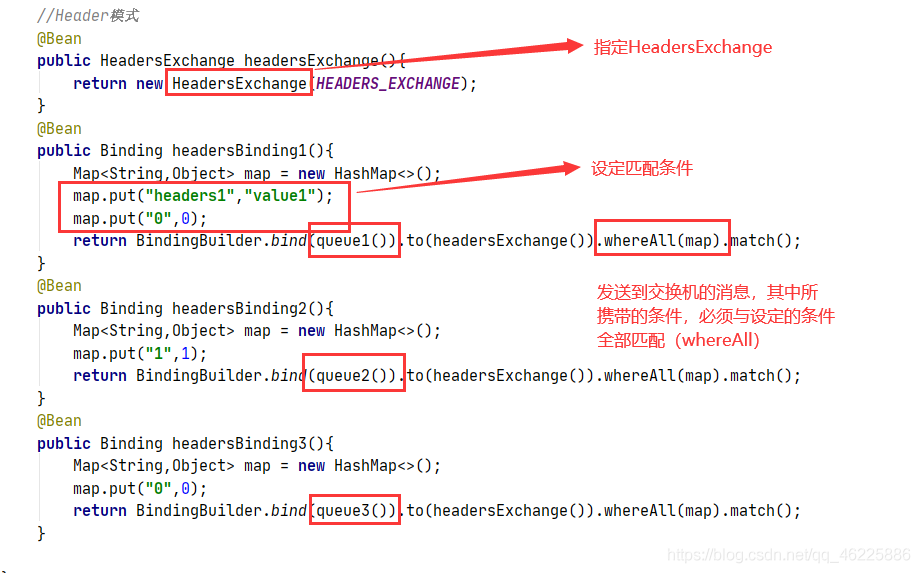 //Header模式
@Bean
public HeadersExchange headersExchange(){
return new HeadersExchange(HEADERS_EXCHANGE);
}
指定HeadersExchange
@Bean
public Binding headersBinding1(){
Map<String,Object> map = new HashMap<>();
map.put("headers1","value1");
map.put("0",0);
return BindingBuilder.bind(queue1()).to(headersExchange()).whereAll(map).match();
}
设定匹配条件
发送到交换机的消息，其中所
携带的条件，必须与设定的条件
全部匹配（whereAll）
@Bean
public Binding headersBinding2(){
Map<String,Object> map = new HashMap<>();
map.put("1",1);
return BindingBuilder.bind(queue2()).to(headersExchange()).whereAll(map).match();
}
@Bean
public Binding headersBinding3(){
Map<String,Object> map = new HashMap<>();
map.put("0",0);
return BindingBuilder.bind(queue3()).to(headersExchange()).whereAll(map).match();
}
https://blog.csdn.net/qq_46225886